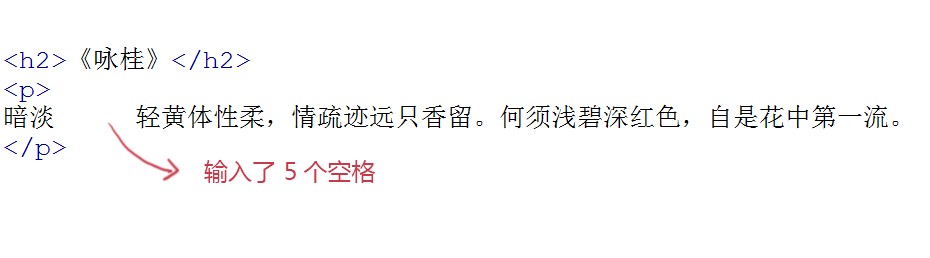 <h2>《咏桂》</h2>
<p>
暗淡     轻黄体性柔，情疏迹远只香留。何须浅碧深红色，自是花中第一流。
</p>
输入了 5 个空格